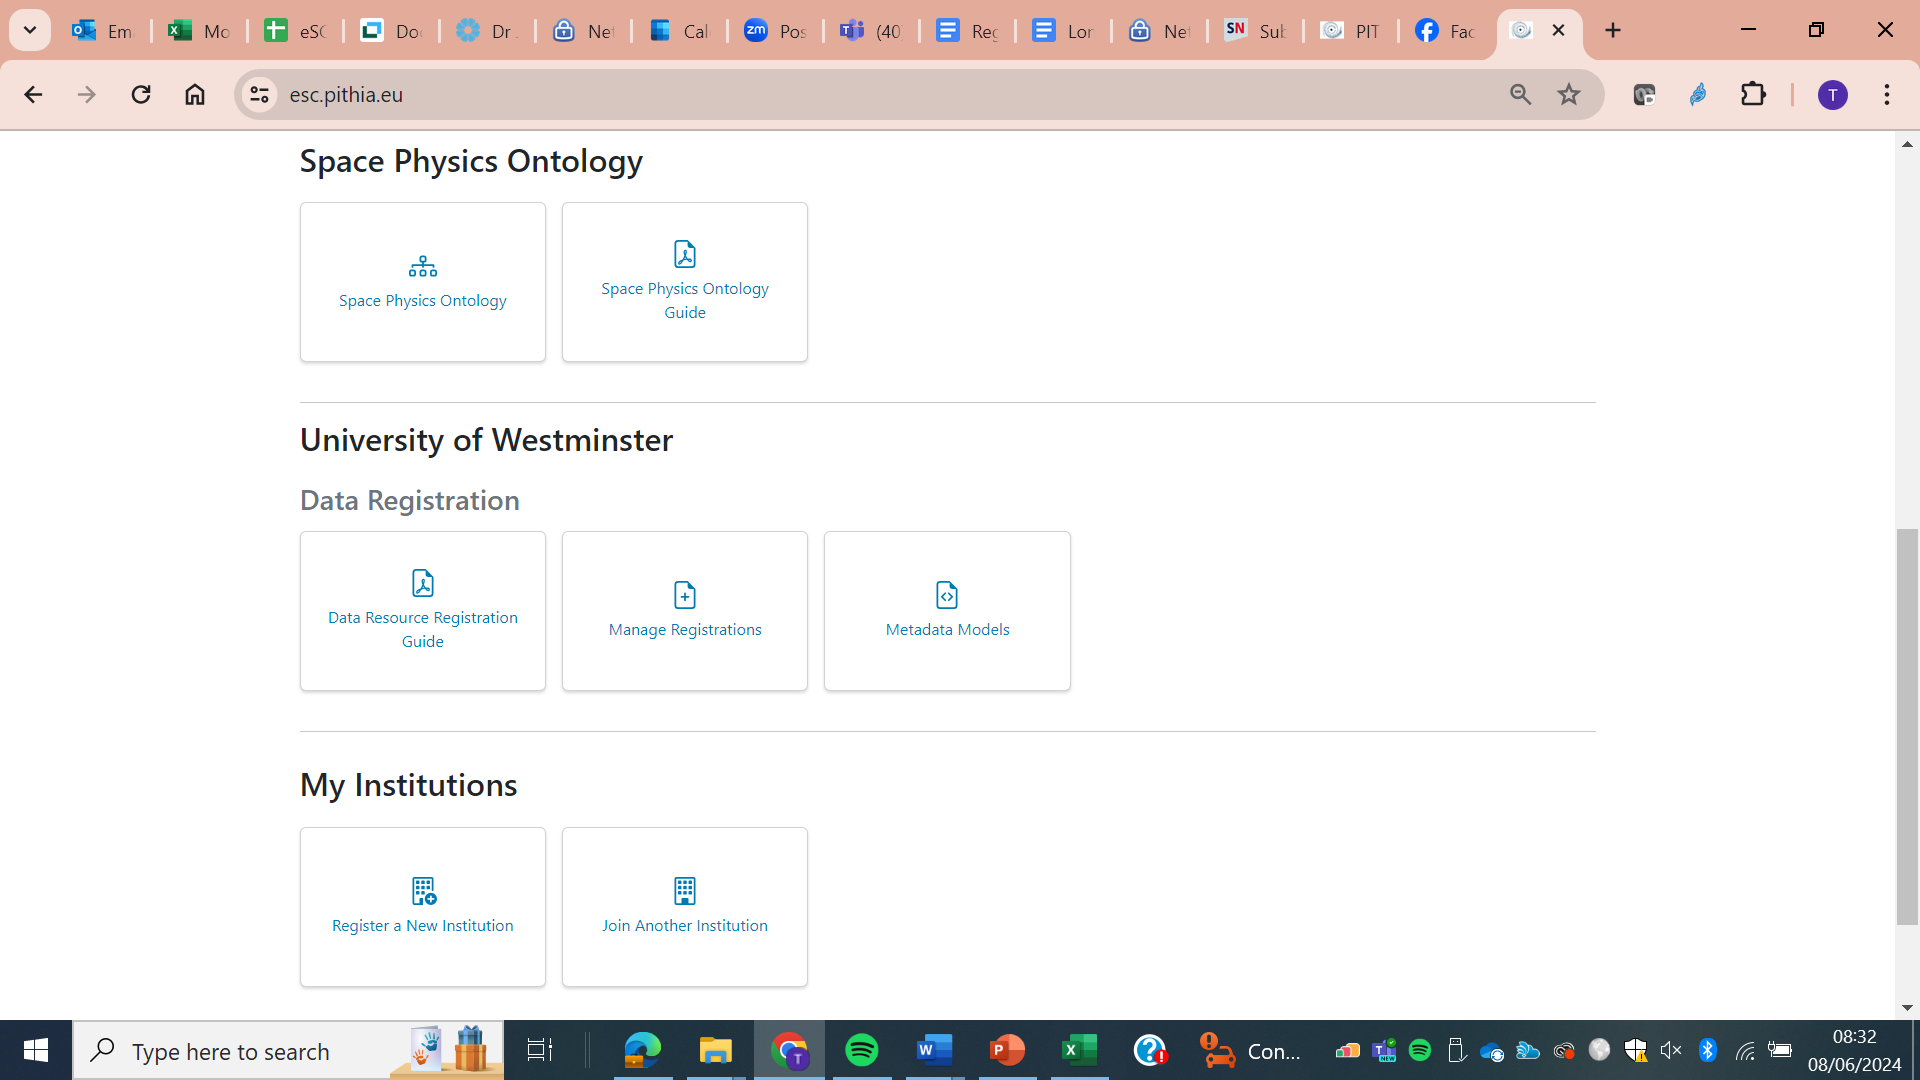 Em
Mo
eSC
Doc
Dr
Net
Cal
zm
Pos
(40
Reg
Lor
Net
SN
Sub
PIT
Fac
esc.pithia.eu
T
Space Physics Ontology
Space Physics Ontology
Space Physics Ontology
Guide
University of Westminster
Data Registration
Data Resource Registration
Guide
Manage Registrations
Metadata Models
My Institutions
Register a New Institution
Join Another Institution
Type here to search
Con...
08:32
08/06/2024